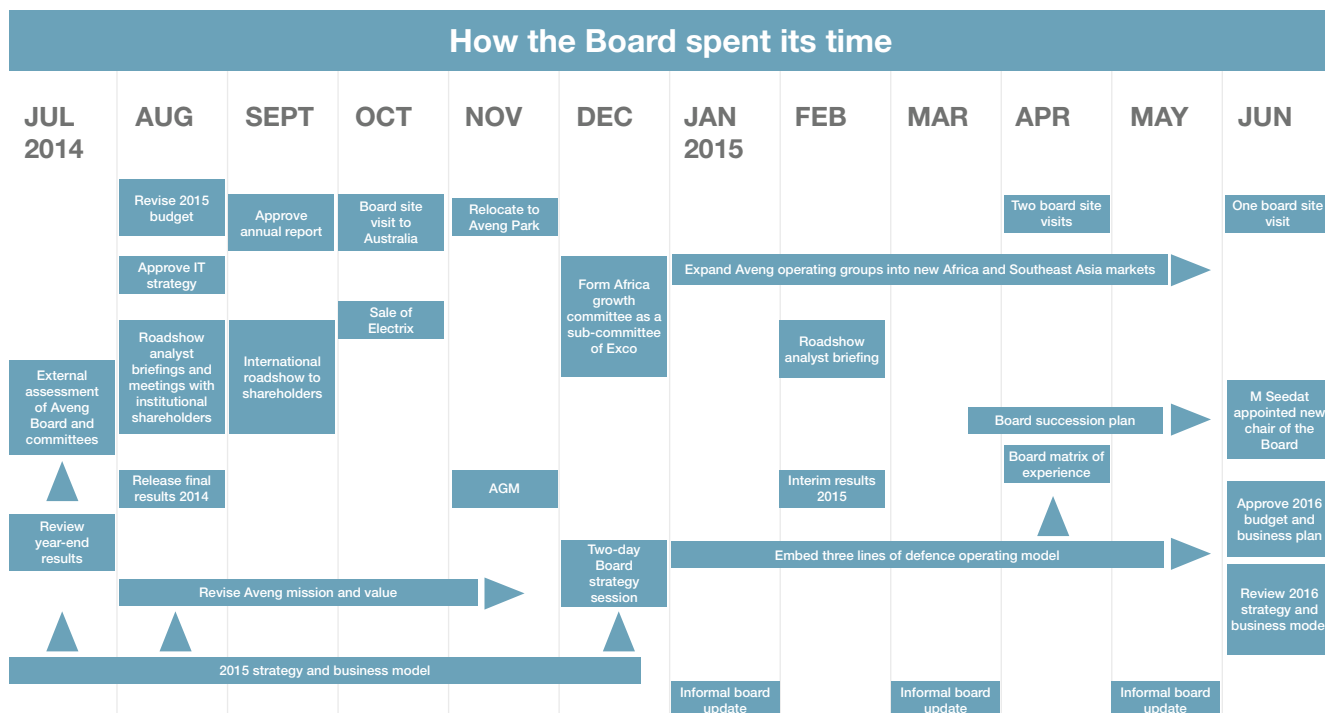 How the Board spent its time
JUL
2014
AUG
SEPT
OCT
NOV
DEC
JAN
2015
FEB
MAR
APR
MAY
JUN
Revise 2015
budget
Approve
annual report
Board site
visit to
Australia
Relocate to
Aveng Park
Two board site
visits
One board site
visit
Approve IT
strategy
Form Africa
growth
committee as a
sub-committee
of Exco
Expand Aveng operating groups into new Africa and Southeast Asia markets
Sale of
Electrix
Roadshow
analyst
briefings and
meetings with
institutional
shareholders
International
roadshow to
shareholders
Roadshow
analyst briefing
External
assessment
of Aveng
Board and
committees
M Seedat
appointed new
chair of the
Board
Board succession plan
Board matrix of
experience
Release final
results 2014
AGM
Interim results
2015
Approve 2016
budget and
business plan
Review
year-end
results
Two-day
Board
strategy
session
Embed three lines of defence operating model
Revise Aveng mission and value
Review 2016
strategy and
business mode
2015 strategy and business model
Informal board
update
Informal board
update
Informal board
update